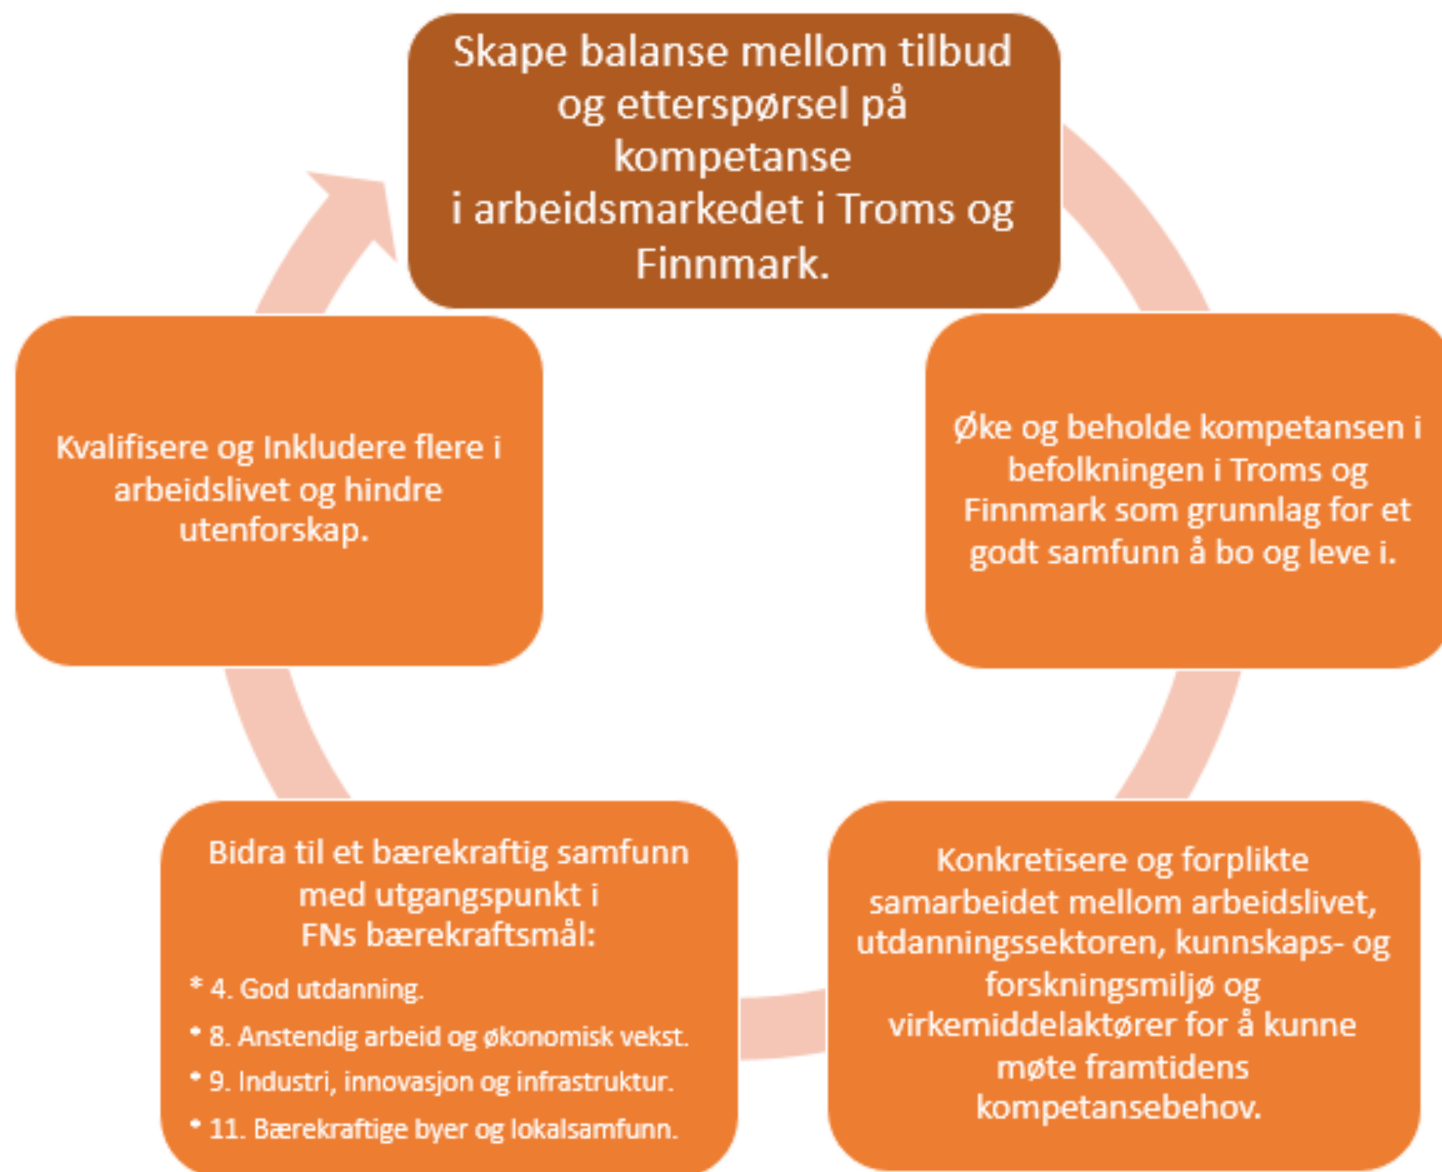 Skape balanse mellom tilbud
og etterspørsel på
kompetanse
i arbeidsmarkedet i Troms og
Finnmark.
Øke og beholde kompetansen i
befolkningen i Troms og
Finnmark som grunnlag for et
godt samfunn å bo og leve i.
Konkretisere og forplikte
samarbeidet mellom arbeidslivet,
utdanningssektoren, kunnskaps- og
forskningsmiljø og
virkemiddelaktører for å kunne
møte framtidens
kompetansebehov.
Bidra til et bærekraftig samfunn
med utgangspunkt i
FNs bærekraftsmål:
* 4. God utdanning.
* 8. Anstendig arbeid og økonomisk vekst.
* 9. Industri, innovasjon og infrastruktur.
* 11. Bærekraftige byer og lokalsamfunn.
Kvalifisere og Inkludere flere i
arbeidslivet og hindre
utenforskap.